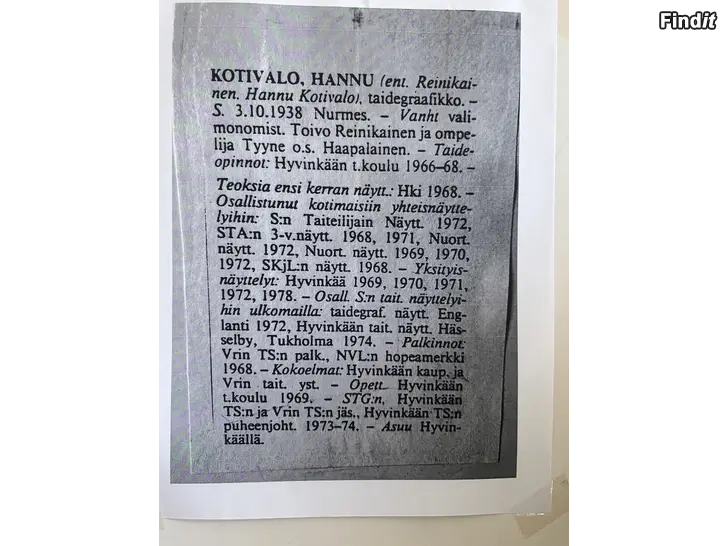 Findit
KOTIVALO, HANNU (ent. Reinikai-
nen. Hannu Kotivalo), taidegraafikko. –
S. 3.10.1938 Nurmes. – Vanht vali-
monomist. Toivo Reinikainen ja ompe-
lija Tyyne o.s. Haapalainen. – Taide-
opinnot: Hyvinkään t.koulu 1966–68. –
Teoksia ensi kerran näytt.: Hki 1968. –
Osallistunut kotimaisiin yhteisnäytte-
lyihin: S:n Taiteilijain Näytt. 1972,
STA:n 3-v.näytt. 1968, 1971, Nuort.
näytt. 1972, Nuort. näytt. 1969, 1970,
1972, SKjL:n näytt. 1968. – Yksityis-
näyttelyt: Hyvinkää 1969, 1970, 1971,
1972, 1978. – Osall. S:n tait. näyttelyi-
hin ulkomailla: taidegraf. näytt. Eng-
lanti 1972, Hyvinkään tait. näytt. Häs-
selby, Tukholma 1974. – Palkinnot:
Vrin TS:n palk., NVL:n hopeamerkki
1968. – Kokoelmat: Hyvinkään kaup. ja
Vrin tait. yst. – Opett. Hyvinkään
t.koulu 1969. – STG:n, Hyvinkään
TS:n ja Vrin TS:n jäs., Hyvinkään TS:n
puheenjoht. 1973–74. – Asuu Hyvin-
käällä.